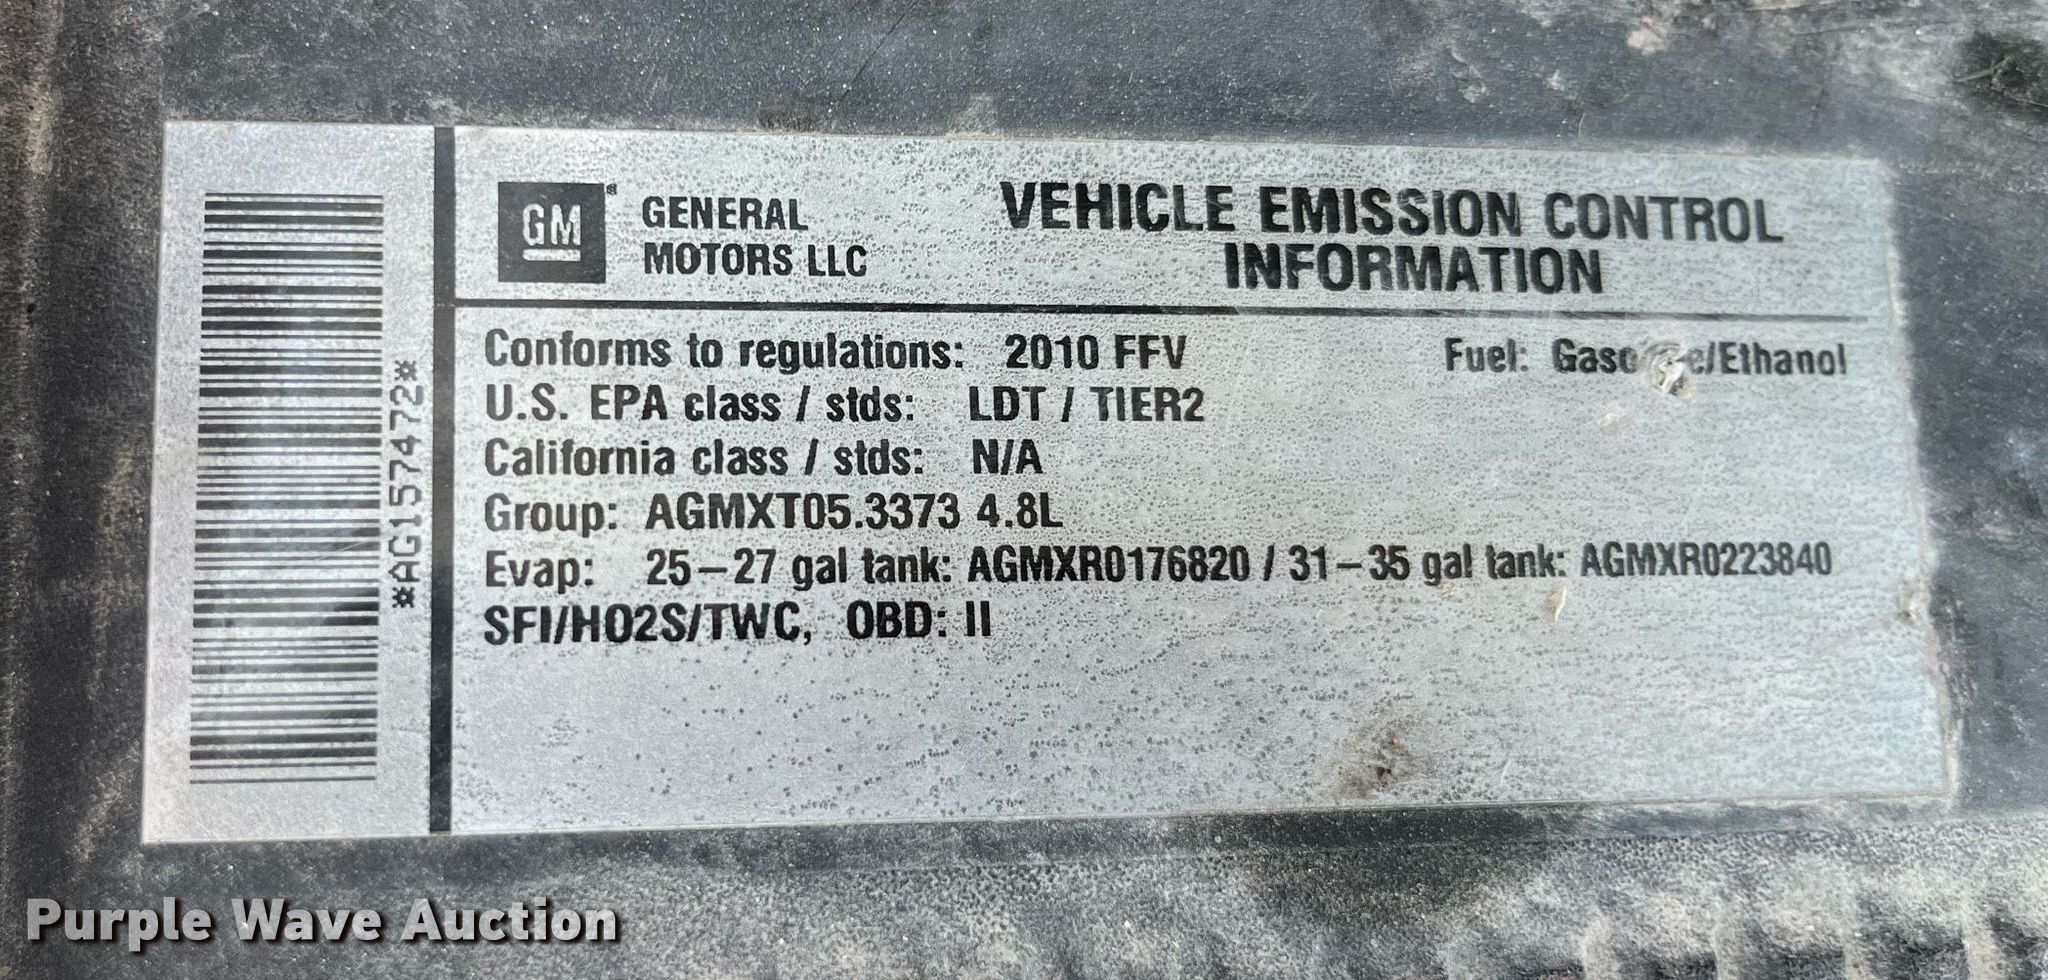 *AG1574472*
GM
GENERAL
MOTORS LLC
VEHICLE EMISSION CONTROL
INFORMATION
Conforms to regulations: 2010 FFV Fuel: /Ethanol
U.S. EPA class / stds: LDT / TIER2
California class / stds: N/A
Group: AGMXT05.3373 4.8L
Evap: 25-27 gal tank: AGMXR0176820 / 31-35 gal tank: AGMXR0223840
SFI/HO2S/TWC, OBD: II
Purple Wave Auction